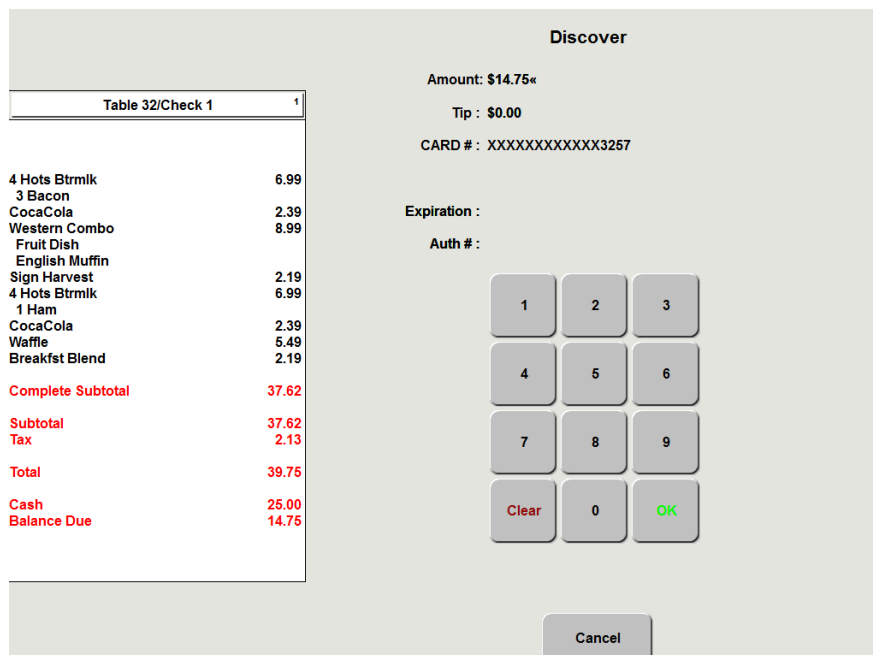 Discover
Amount: $14.75«
Tip : $0.00
CARD # : XXXXXXXXXXXX3257
Expiration :
Auth # :
Table 32/Check 1 1
4 Hots Btrmlk 6.99
3 Bacon
CocaCola 2.39
Western Combo 8.99
Fruit Dish
English Muffin
Sign Harvest 2.19
4 Hots Btrmlk 6.99
1 Ham
CocaCola 2.39
Waffle 5.49
Breakfst Blend 2.19
Complete Subtotal 37.62
Subtotal 37.62
Tax 2.13
Total 39.75
Cash 25.00
Balance Due 14.75
1 2 3
4 5 6
7 8 9
Clear 0 OK
Cancel